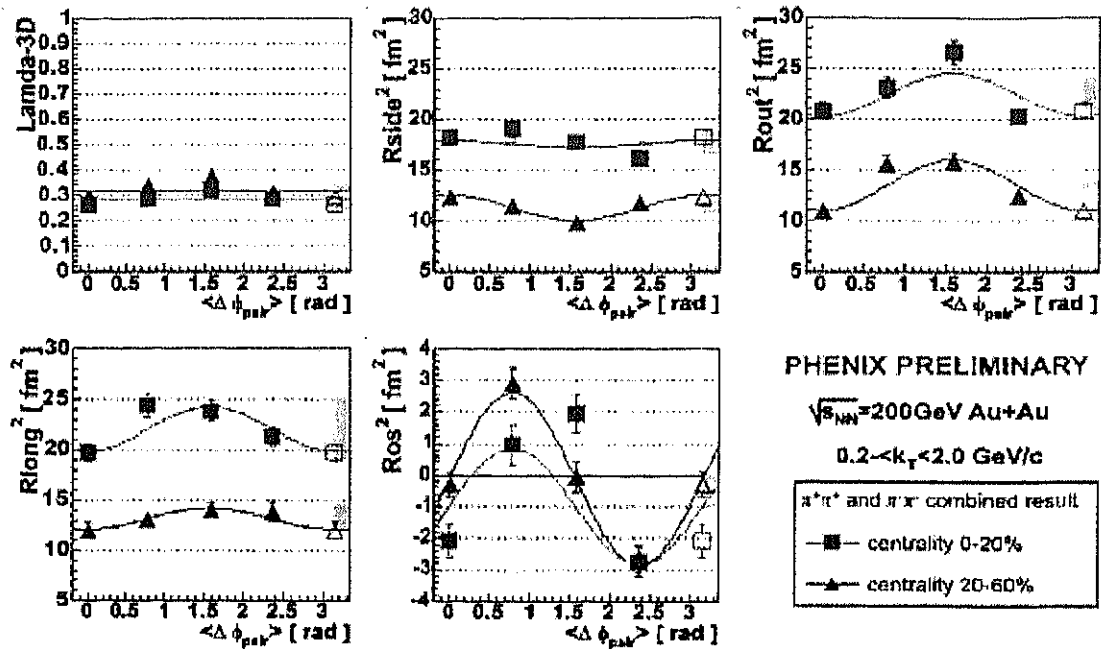 Lamda-3D
1
0.9
0.8
0.7
0.6
0.5
0.4
0.3
0.2
0.1
0
0 0.5 1 1.5 2 2.5 3
<Δ φpair> [ rad ]
Rside² [ fm² ]
30
25
20
15
10
5
0 0.5 1 1.5 2 2.5 3
<Δ φpair> [ rad ]
Rout² [ fm² ]
30
25
20
15
10
5
0 0.5 1 1.5 2 2.5 3
<Δ φpair> [ rad ]
Rlong² [ fm² ]
30
25
20
15
10
5
0 0.5 1 1.5 2 2.5 3
<Δ φpair> [ rad ]
Ros² [ fm² ]
4
3
2
1
0
-1
-2
-3
-4
0 0.5 1 1.5 2 2.5 3
<Δ φpair> [ rad ]
PHENIX PRELIMINARY
√sNN=200GeV Au+Au
0.2<kT<2.0 GeV/c
π⁺π⁺ and π⁻π⁻ combined result
centrality 0-20%
centrality 20-60%